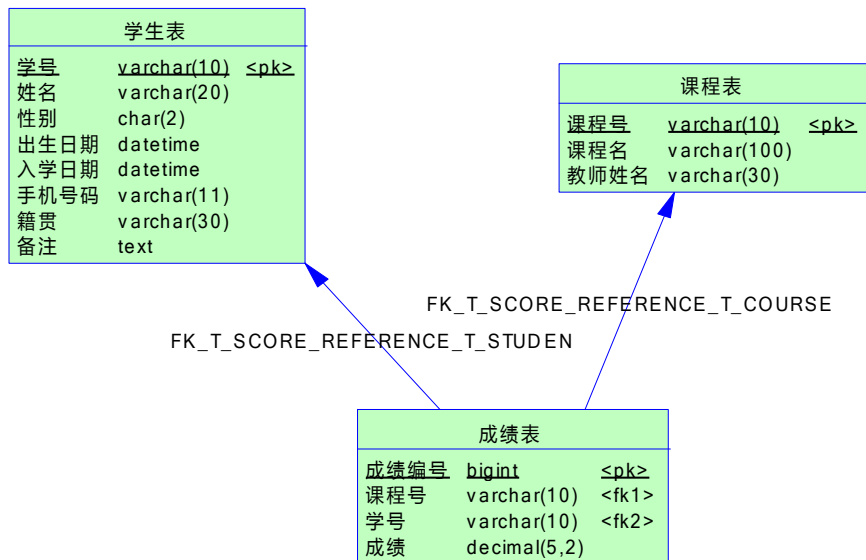 学生表
学号 varchar(10) <pk>
姓名 varchar(20)
性别 char(2)
出生日期 datetime
入学日期 datetime
手机号码 varchar(11)
籍贯 varchar(30)
备注 text
课程表
课程号 varchar(10) <pk>
课程名 varchar(100)
教师姓名 varchar(30)
FK_T_SCORE_REFERENCE_T_COURSE
FK_T_SCORE_REFERENCE_T_STUDEN
成绩表
成绩编号 bigint <pk>
课程号 varchar(10) <fk1>
学号 varchar(10) <fk2>
成绩 decimal(5,2)